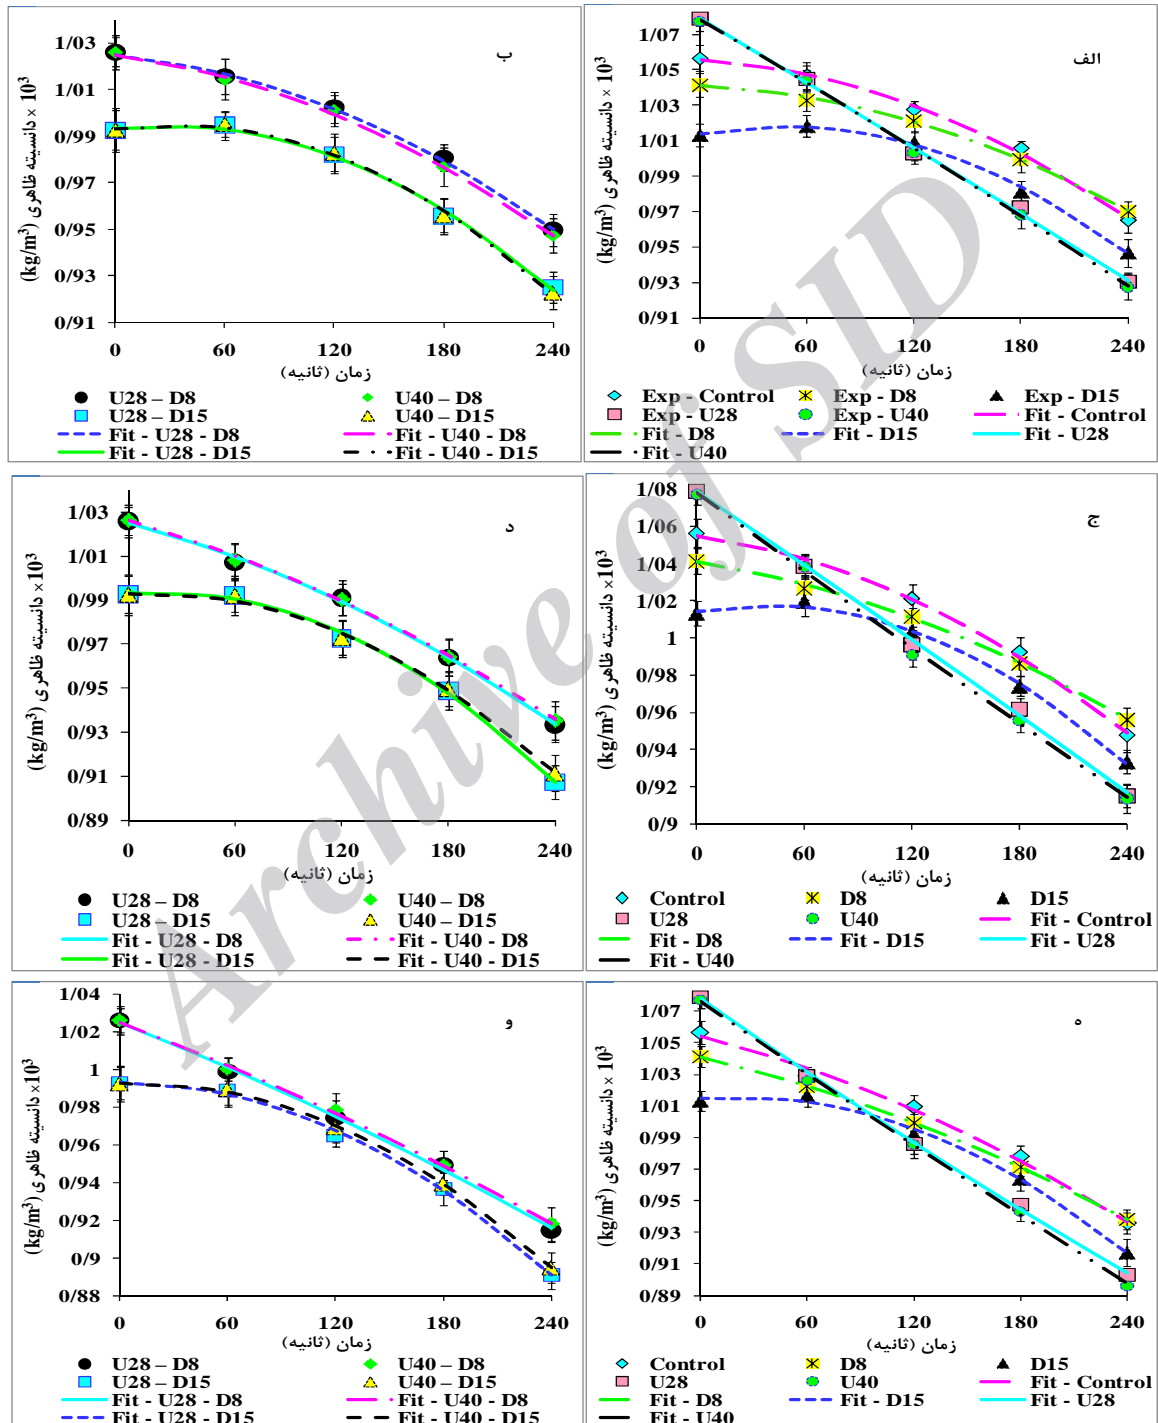 الف
دانسیته ظاهری (kg/m³) × 10³
1/07
1/05
1/03
1/01
0/99
0/97
0/95
0/93
0/91
0 60 120 180 240
زمان (ثانیه)
Exp - Control Exp - D8 Exp - D15
Exp - U28 Exp - U40 Fit - Control
Fit - D8 Fit - D15 Fit - U28
Fit - U40
ب
دانسیته ظاهری (kg/m³) × 10³
1/03
1/01
0/99
0/97
0/95
0/93
0/91
0 60 120 180 240
زمان (ثانیه)
U28 – D8 U40 – D8
U28 – D15 U40 – D15
Fit - U28 - D8 Fit - U40 - D8
Fit - U28 - D15 Fit - U40 - D15
ج
دانسیته ظاهری (kg/m³) ×10³
1/08
1/06
1/04
1/02
1
0/98
0/96
0/94
0/92
0/9
0 60 120 180 240
زمان (ثانیه)
Control D8 D15
U28 U40 Fit - Control
Fit - D8 Fit - D15 Fit - U28
Fit - U40
د
دانسیته ظاهری (kg/m³) ×10³
1/03
1/01
0/99
0/97
0/95
0/93
0/91
0/89
0 60 120 180 240
زمان (ثانیه)
U28 – D8 U40 – D8
U28 – D15 U40 – D15
Fit - U28 - D8 Fit - U40 - D8
Fit - U28 - D15 Fit - U40 - D15
ه
دانسیته ظاهری (kg/m³) ×10³
1/07
1/05
1/03
1/01
0/99
0/97
0/95
0/93
0/91
0/89
0 60 120 180 240
زمان (ثانیه)
Control D8 D15
U28 U40 Fit - Control
Fit - D8 Fit - D15 Fit - U28
Fit - U40
و
دانسیته ظاهری (kg/m³) ×10³
1/04
1/02
1
0/98
0/96
0/94
0/92
0/9
0/88
0 60 120 180 240
زمان (ثانیه)
U28 – D8 U40 – D8
U28 – D15 U40 – D15
Fit - U28 - D8 Fit - U40 - D8
Fit - U28 - D15 Fit - U40 - D15
Archive of SID